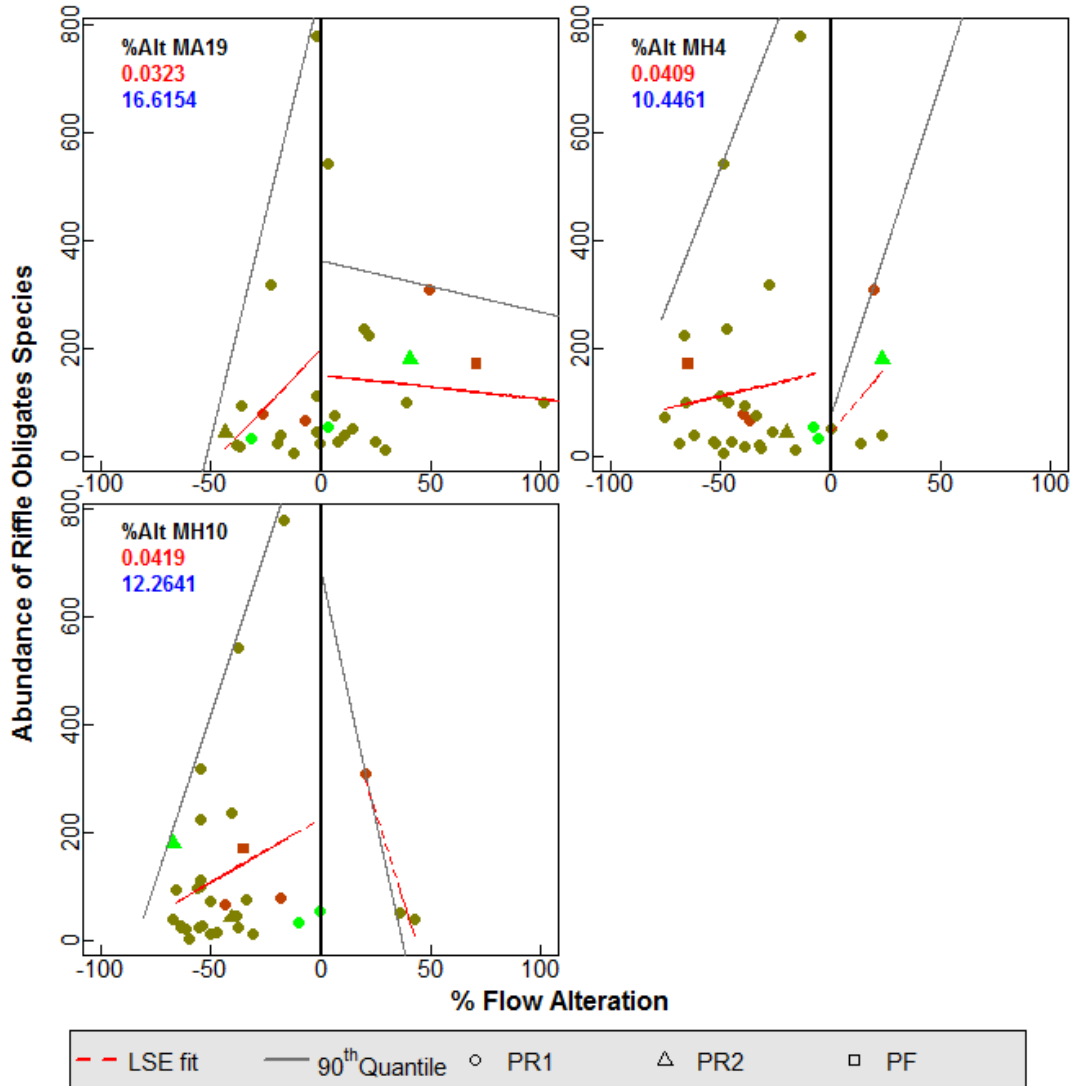 %Alt MA19
0.0323
16.6154
800
600
400
200
0
-100 -50 0 50 100
%Alt MH4
0.0409
10.4461
800
600
400
200
0
-100 -50 0 50 100
%Alt MH10
0.0419
12.2641
800
600
400
200
0
-100 -50 0 50 100
Abundance of Riffle Obligates Species
% Flow Alteration
LSE fit 90th Quantile PR1 PR2 PF